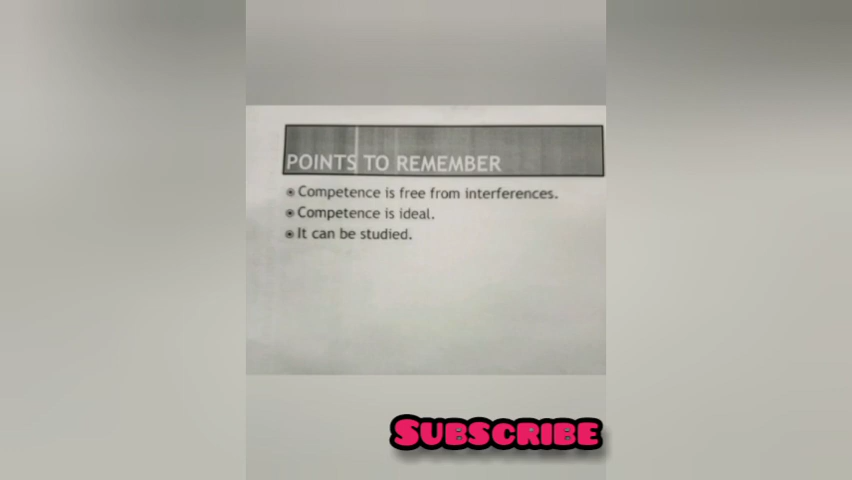 POINTS TO REMEMBER
Competence is free from interferences.
Competence is ideal.
It can be studied.
SUBSCRIBE